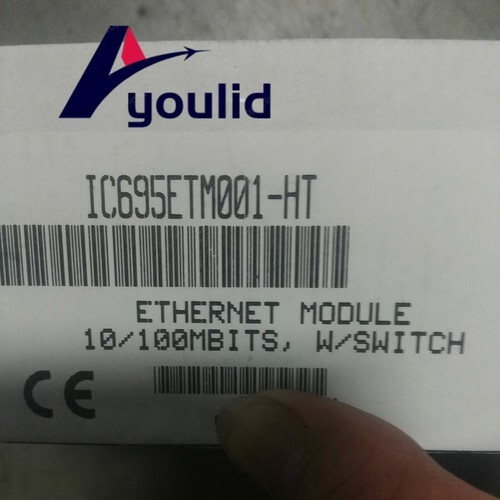 youlid
IC695ETM001-HT
ETHERNET MODULE
10/100MBITS, W/SWITCH
CE